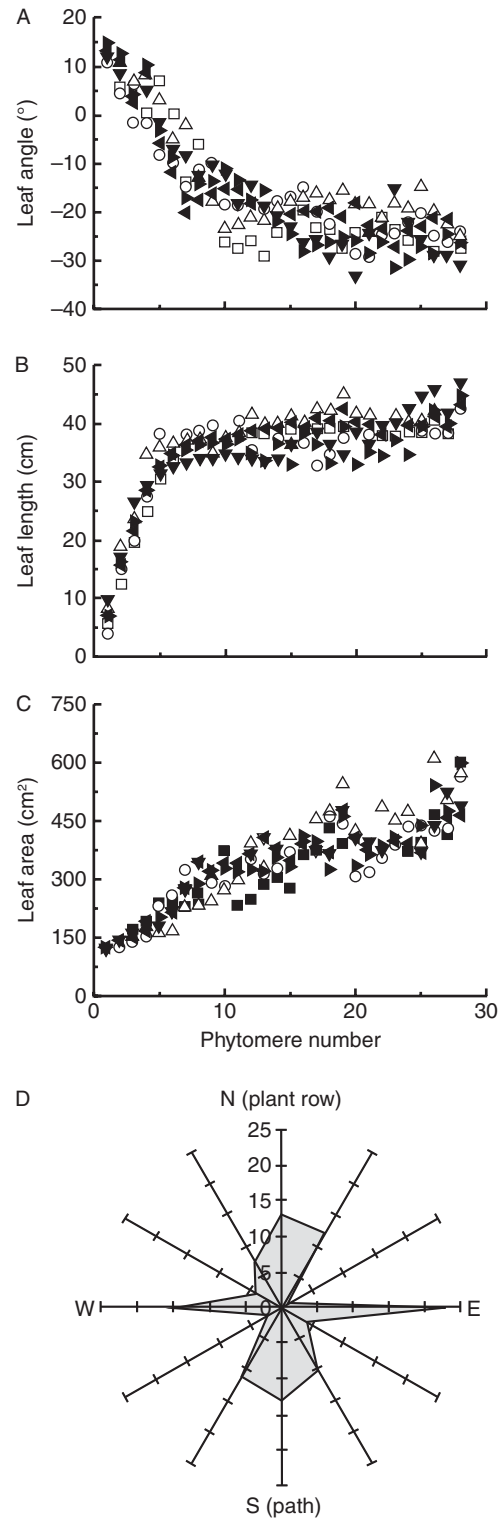 A
20
10
0
–10
–20
–30
–40
Leaf angle (°)
B
50
40
30
20
10
0
Leaf length (cm)
C
750
600
450
300
150
0
Leaf area (cm²)
0 10 20 30
Phytomere number
D
N (plant row)
25
20
15
10
5
0
W
E
S (path)